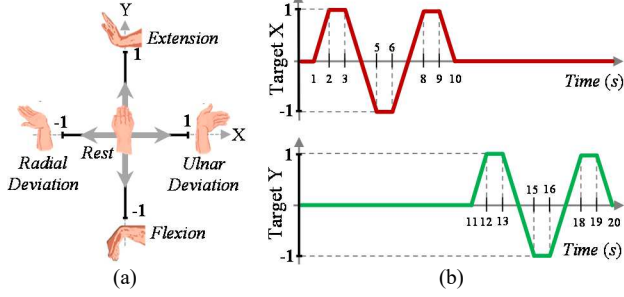 Y
Extension
1
-1
1
X
Rest
Radial
Deviation
Ulnar
Deviation
-1
Flexion
(a)
Target X
1
-1
1 2 3 5 6 8 9 10
Time (s)
Target Y
1
-1
11 12 13 15 16 18 19 20
Time (s)
(b)